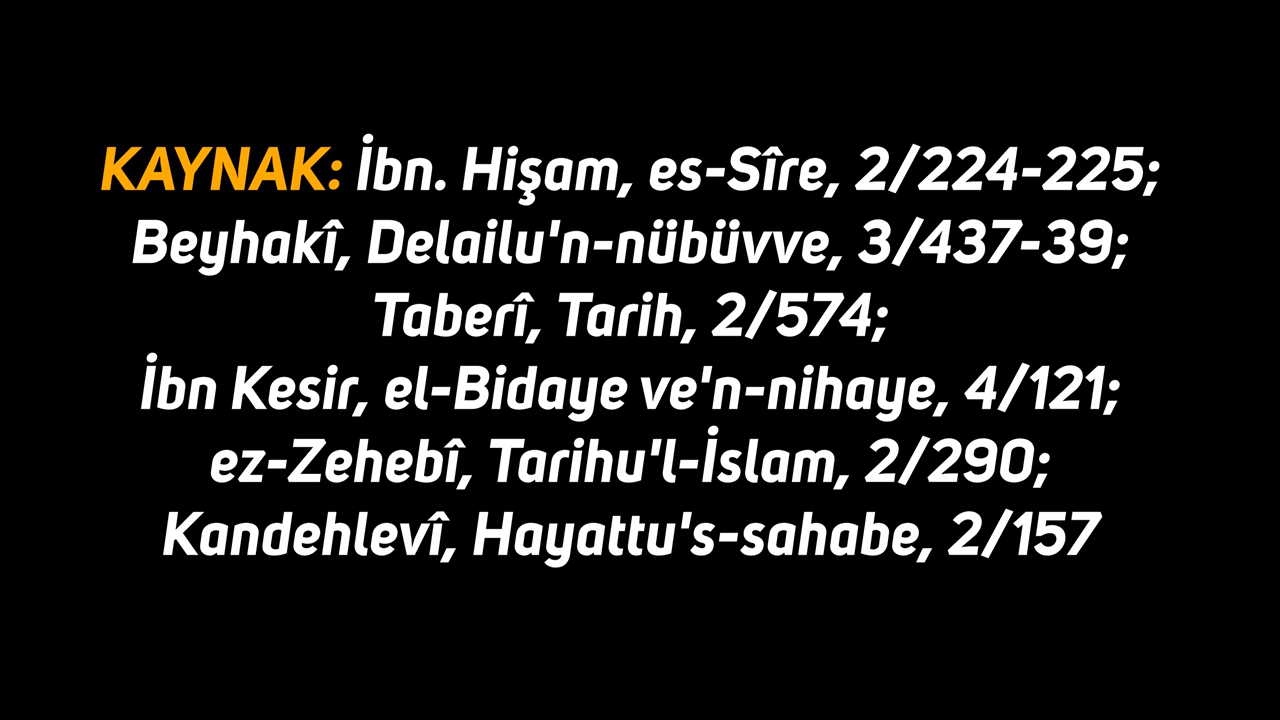 KAYNAK: İbn. Hişam, es-Sîre, 2/224-225;
Beyhakî, Delailu'n-nübüvve, 3/437-39;
Taberî, Tarih, 2/574;
İbn Kesir, el-Bidaye ve'n-nihaye, 4/121;
ez-Zehebî, Tarihu'l-İslam, 2/290;
Kandehlevî, Hayattu's-sahabe, 2/157